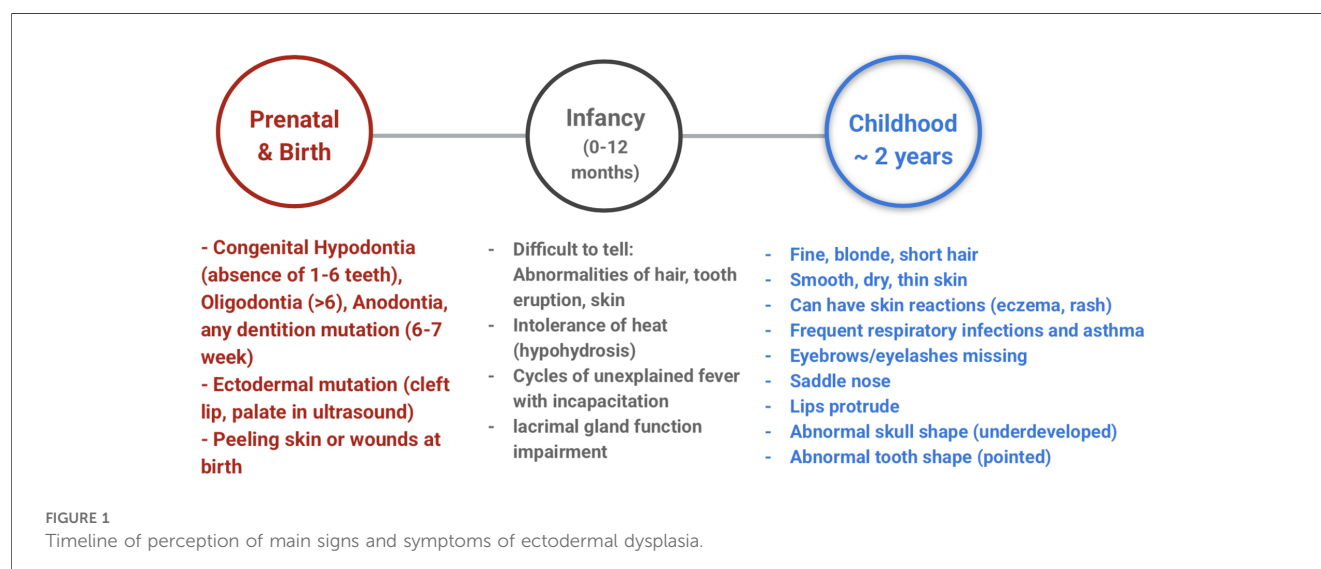 Prenatal
& Birth
Infancy
(0-12
months)
Childhood
~ 2 years
- Congenital Hypodontia
(absence of 1-6 teeth),
Oligodontia (>6), Anodontia,
any dentition mutation (6-7
week)
- Ectodermal mutation (cleft
lip, palate in ultrasound)
- Peeling skin or wounds at
birth
- Difficult to tell:
Abnormalities of hair, tooth
eruption, skin
- Intolerance of heat
(hypohydrosis)
- Cycles of unexplained fever
with incapacitation
- lacrimal gland function
impairment
- Fine, blonde, short hair
- Smooth, dry, thin skin
- Can have skin reactions (eczema, rash)
- Frequent respiratory infections and asthma
- Eyebrows/eyelashes missing
- Saddle nose
- Lips protrude
- Abnormal skull shape (underdeveloped)
- Abnormal tooth shape (pointed)
FIGURE 1
Timeline of perception of main signs and symptoms of ectodermal dysplasia.